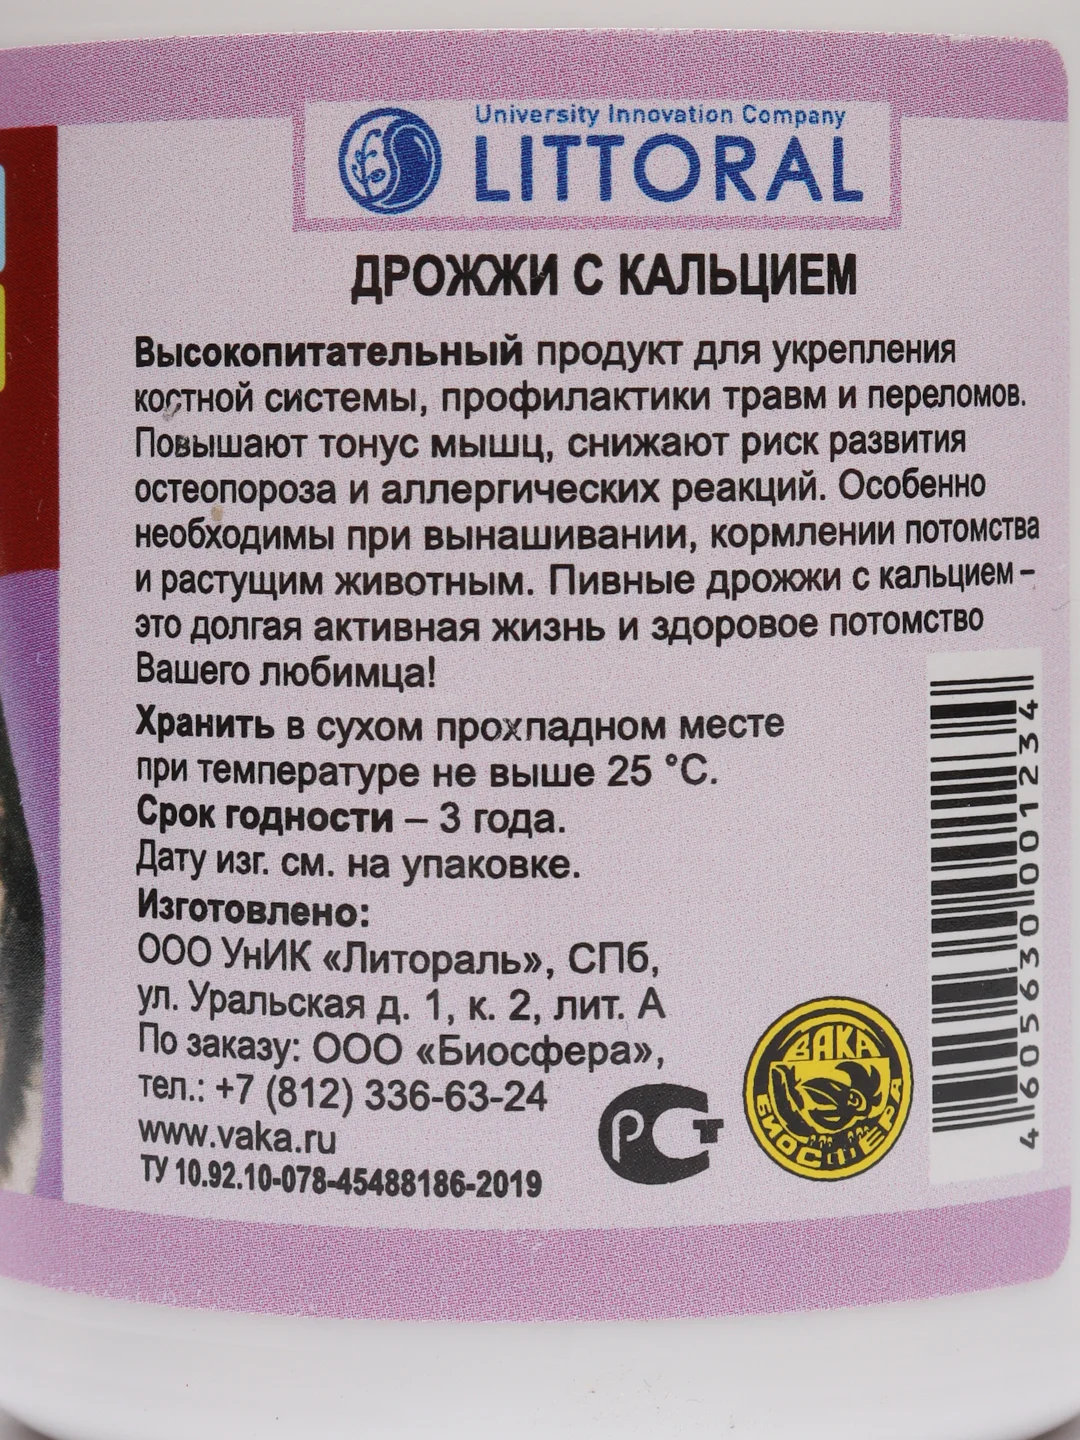 University Innovation Company
LITTORAL
ДРОЖЖИ С КАЛЬЦИЕМ
Высокопитательный продукт для укрепления
костной системы, профилактики травм и переломов.
Повышают тонус мышц, снижают риск развития
остеопороза и аллергических реакций. Особенно
необходимы при вынашивании, кормлении потомства
и растущим животным. Пивные дрожжи с кальцием –
это долгая активная жизнь и здоровое потомство
Вашего любимца!
Хранить в сухом прохладном месте
при температуре не выше 25 °С.
Срок годности – 3 года.
Дату изг. см. на упаковке.
Изготовлено:
ООО УнИК «Литораль», СПб,
ул. Уральская д. 1, к. 2, лит. А
По заказу: ООО «Биосфера»,
тел.: +7 (812) 336-63-24
www.vaka.ru
ТУ 10.92.10-078-45488186-2019
РСТ
ВАКА
БИОСФЕРА
4 605630 001234